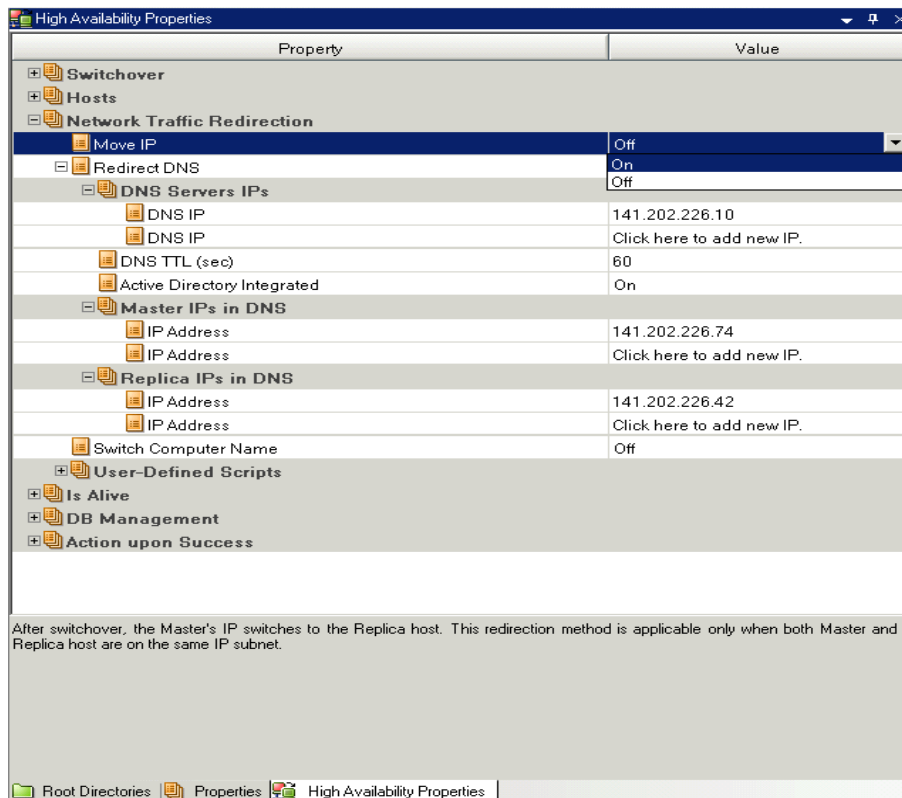 High Availability Properties
Property Value
Switchover
Hosts
Network Traffic Redirection
Move IP Off
On
Redirect DNS
Off
DNS Servers IPs
DNS IP 141.202.226.10
DNS IP Click here to add new IP.
DNS TTL (sec) 60
Active Directory Integrated On
Master IPs in DNS
IP Address 141.202.226.74
IP Address Click here to add new IP.
Replica IPs in DNS
IP Address 141.202.226.42
IP Address Click here to add new IP.
Switch Computer Name Off
User-Defined Scripts
Is Alive
DB Management
Action upon Success
After switchover, the Master's IP switches to the Replica host. This redirection method is applicable only when both Master and
Replica host are on the same IP subnet.
Root Directories Properties High Availability Properties